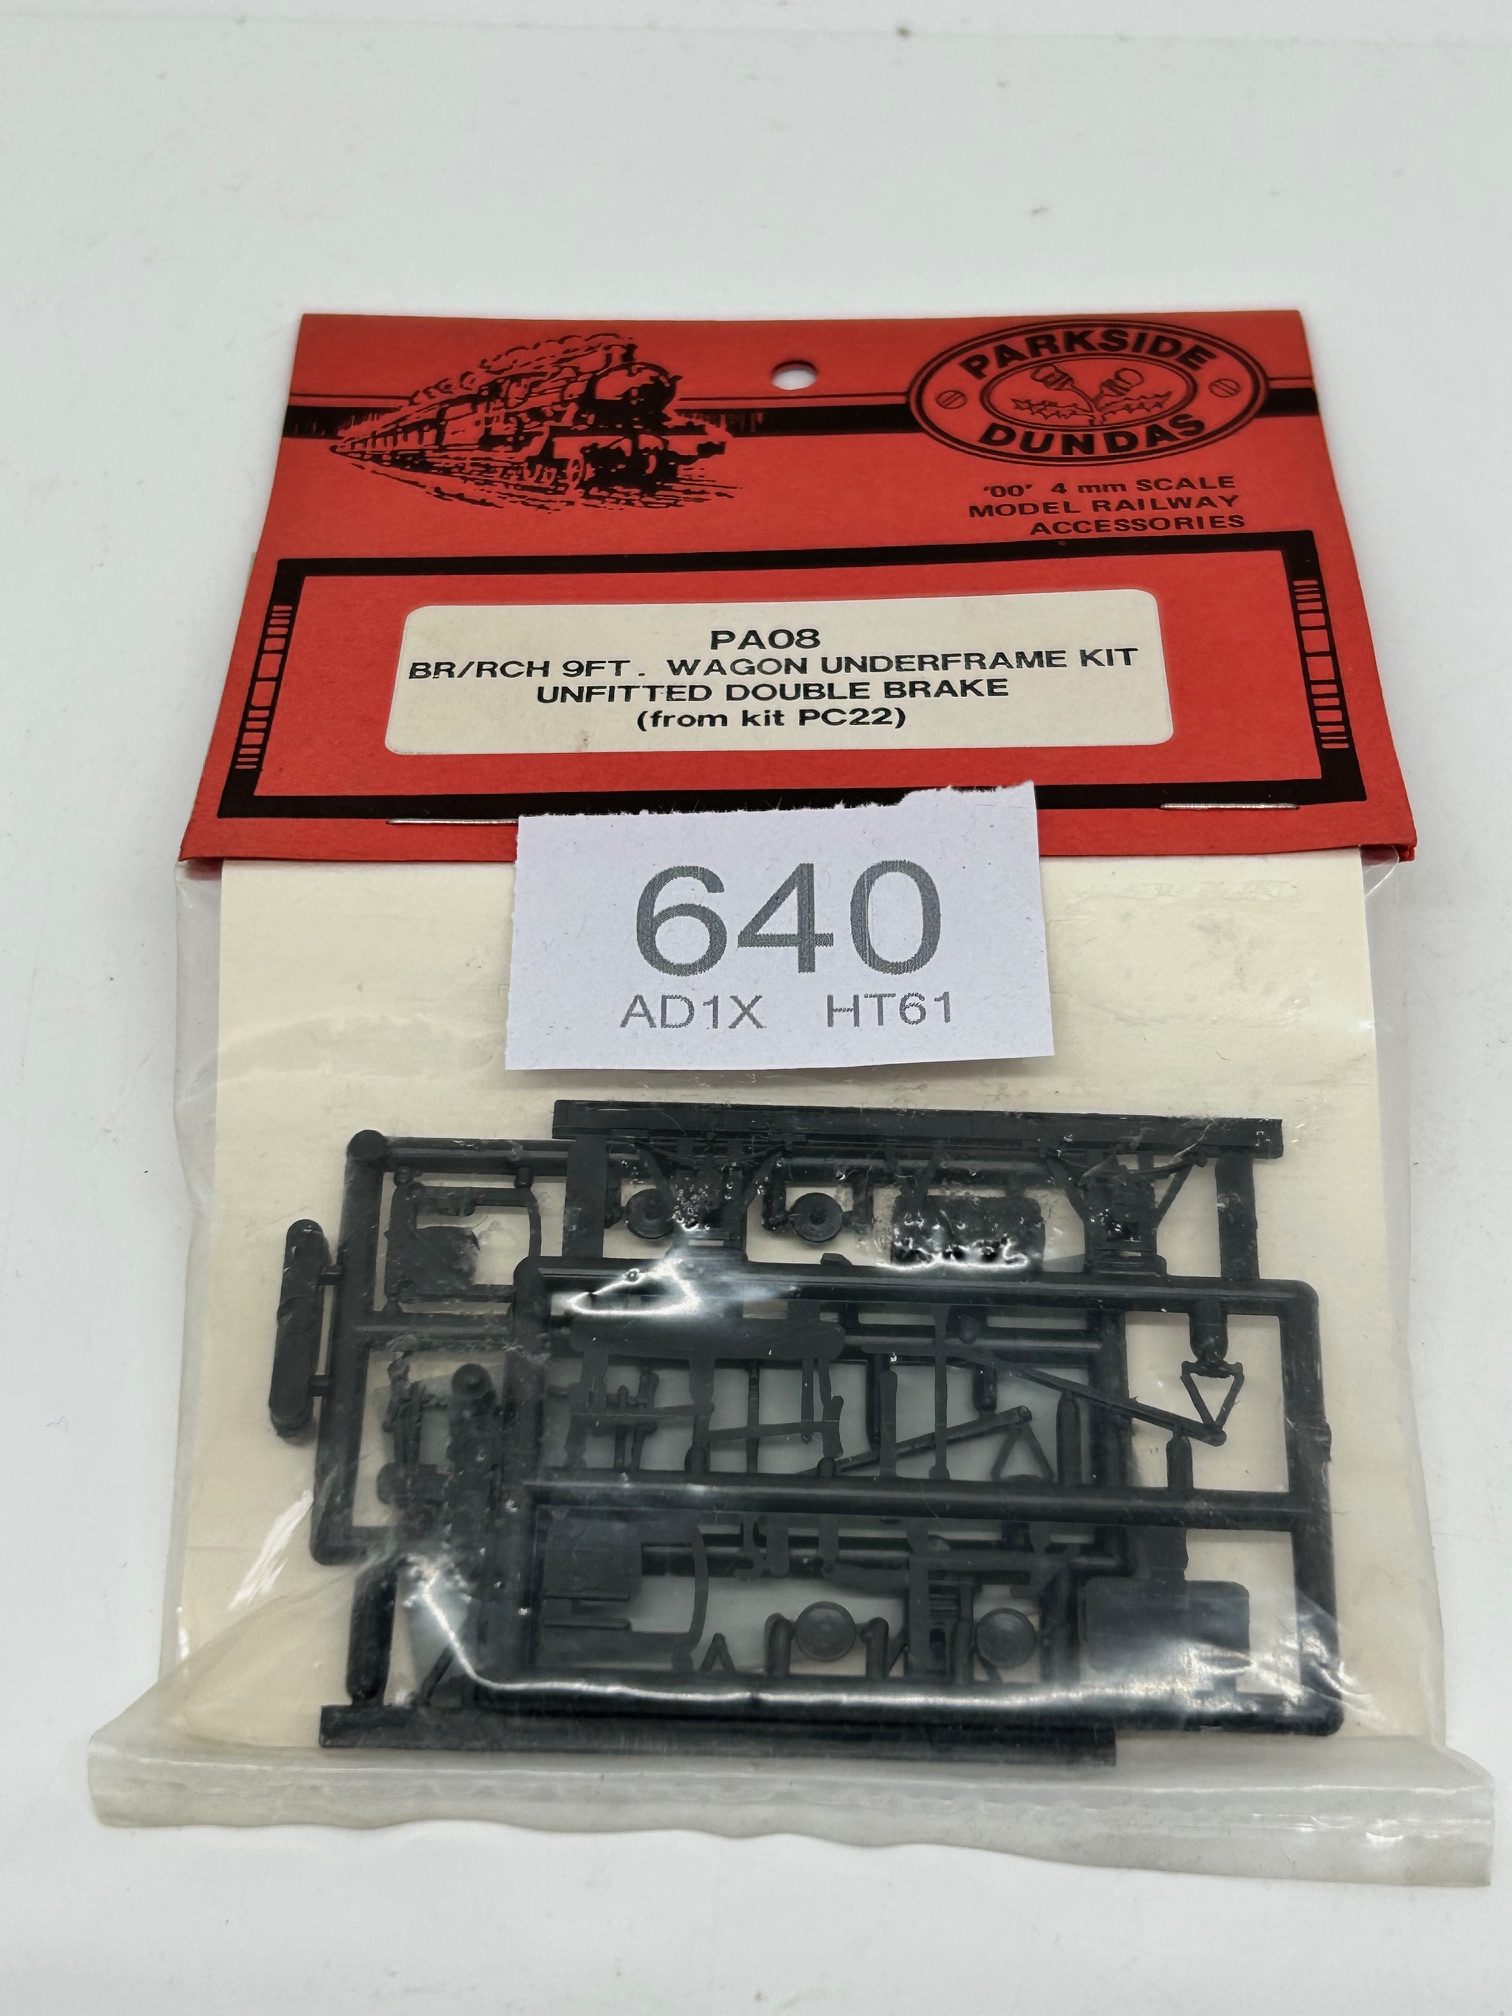 PARKSIDE
DUNDAS
'OO' 4 mm SCALE
MODEL RAILWAY
ACCESSORIES
PA08
BR/RCH 9FT. WAGON UNDERFRAME KIT
UNFITTED DOUBLE BRAKE
(from kit PC22)
640
AD1X HT61